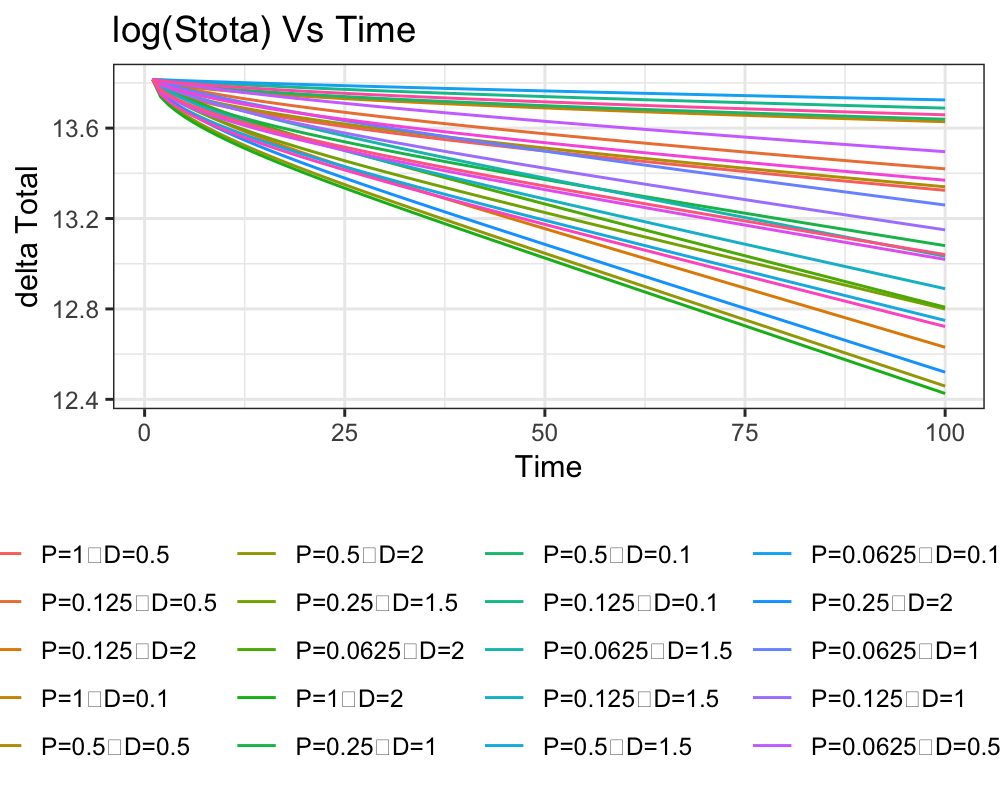 log(Stota) Vs Time
delta Total
13.6
13.2
12.8
12.4
0 25 50 75 100
Time
P=1□D=0.5 P=0.5□D=2 P=0.5□D=0.1 P=0.0625□D=0.1
P=0.125□D=0.5 P=0.25□D=1.5 P=0.125□D=0.1 P=0.25□D=2
P=0.125□D=2 P=0.0625□D=2 P=0.0625□D=1.5 P=0.0625□D=1
P=1□D=0.1 P=1□D=2 P=0.125□D=1.5 P=0.125□D=1
P=0.5□D=0.5 P=0.25□D=1 P=0.5□D=1.5 P=0.0625□D=0.5